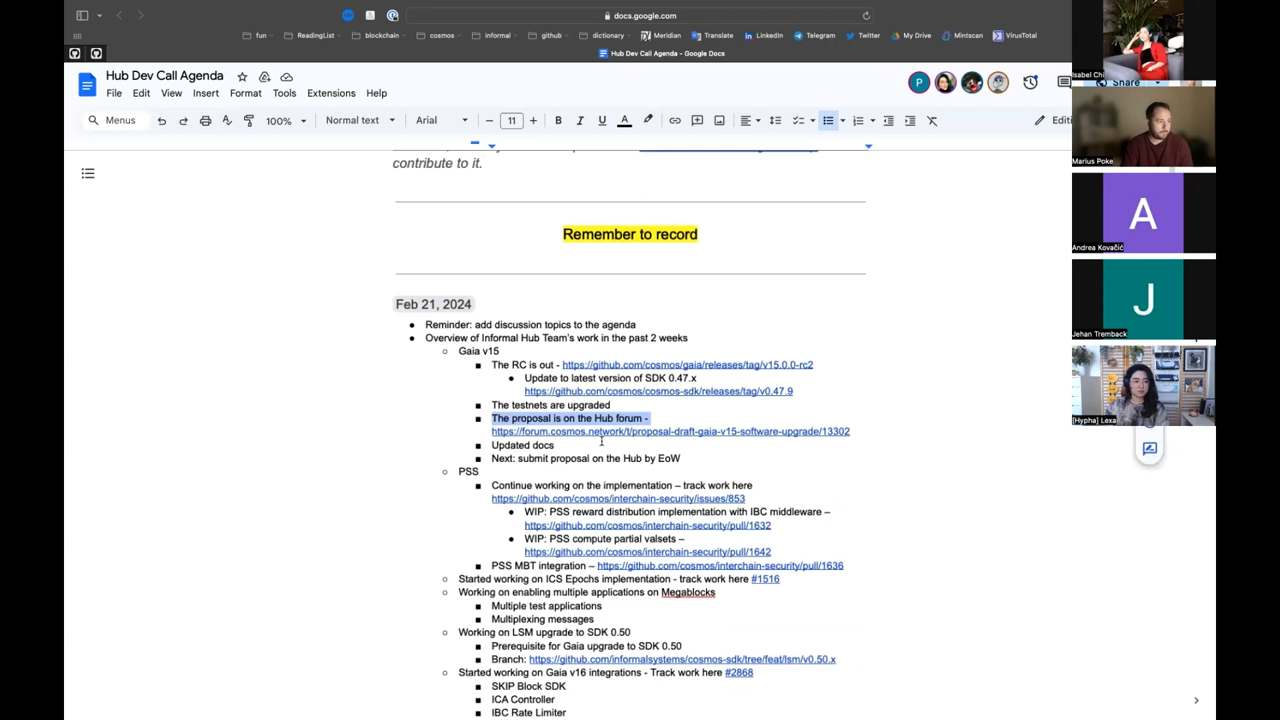 docs.google.com
fun
ReadingList
blockchain
cosmos
informal
github
dictionary
Meridian
Translate
LinkedIn
Telegram
Twitter
My Drive
Mintscan
VirusTotal
Hub Dev Call Agenda - Google Docs
Hub Dev Call Agenda
File Edit View Insert Format Tools Extensions Help
P
Share
Menus
100%
Normal text
Arial
11
B I U A
Editi
contribute to it.
Remember to record
Feb 21, 2024
● Reminder: add discussion topics to the agenda
● Overview of Informal Hub Team's work in the past 2 weeks
○ Gaia v15
■ The RC is out - https://github.com/cosmos/gaia/releases/tag/v15.0.0-rc2
● Update to latest version of SDK 0.47.x
https://github.com/cosmos/cosmos-sdk/releases/tag/v0.47.9
■ The testnets are upgraded
■ The proposal is on the Hub forum -
https://forum.cosmos.network/t/proposal-draft-gaia-v15-software-upgrade/13302
■ Updated docs
■ Next: submit proposal on the Hub by EoW
○ PSS
■ Continue working on the implementation – track work here
https://github.com/cosmos/interchain-security/issues/853
● WIP: PSS reward distribution implementation with IBC middleware –
https://github.com/cosmos/interchain-security/pull/1632
● WIP: PSS compute partial valsets –
https://github.com/cosmos/interchain-security/pull/1642
■ PSS MBT integration – https://github.com/cosmos/interchain-security/pull/1636
○ Started working on ICS Epochs implementation - track work here #1516
○ Working on enabling multiple applications on Megablocks
■ Multiple test applications
■ Multiplexing messages
○ Working on LSM upgrade to SDK 0.50
■ Prerequisite for Gaia upgrade to SDK 0.50
■ Branch: https://github.com/informalsystems/cosmos-sdk/tree/feat/lsm/v0.50.x
○ Started working on Gaia v16 integrations - Track work here #2868
■ SKIP Block SDK
■ ICA Controller
■ IBC Rate Limiter
Isabel Chi
Marius Poke
A
Andrea Kovačić
J
Jehan Tremback
[Hypha] Lexa